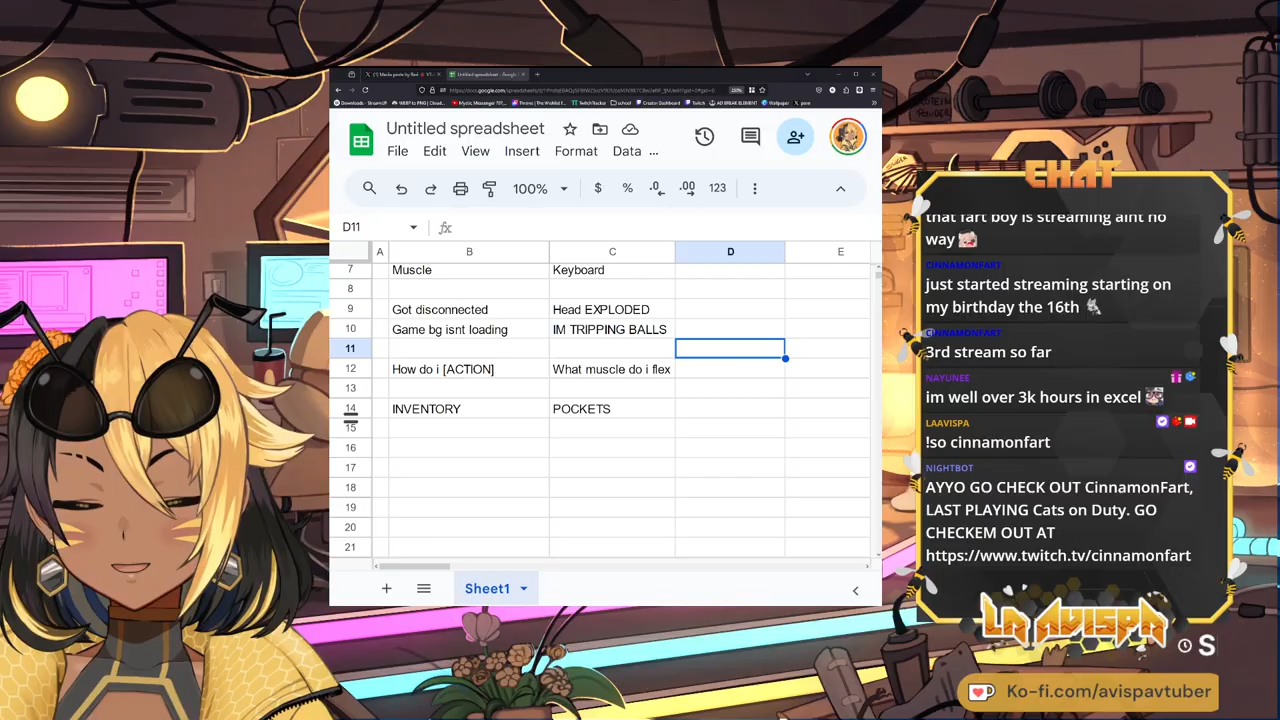 Untitled spreadsheet
File Edit View Insert Format Data ...
100% $ % .0 .00 123
D11 fx
A B C D E
7 Muscle Keyboard
8
9 Got disconnected Head EXPLODED
10 Game bg isnt loading IM TRIPPING BALLS
11
12 How do i [ACTION] What muscle do i flex
13
14 INVENTORY POCKETS
15
16
17
18
19
20
21
Sheet1
CHAT
that fart boy is streaming aint no
way
CINNAMONFART
just started streaming starting on
my birthday the 16th
CINNAMONFART
3rd stream so far
NAYUNEE
im well over 3k hours in excel
LAAVISPA
!so cinnamonfart
NIGHTBOT
AYYO GO CHECK OUT CinnamonFart,
LAST PLAYING Cats on Duty. GO
CHECKEM OUT AT
https://www.twitch.tv/cinnamonfart
LA AVISPA
S
Ko-fi.com/avispavtuber